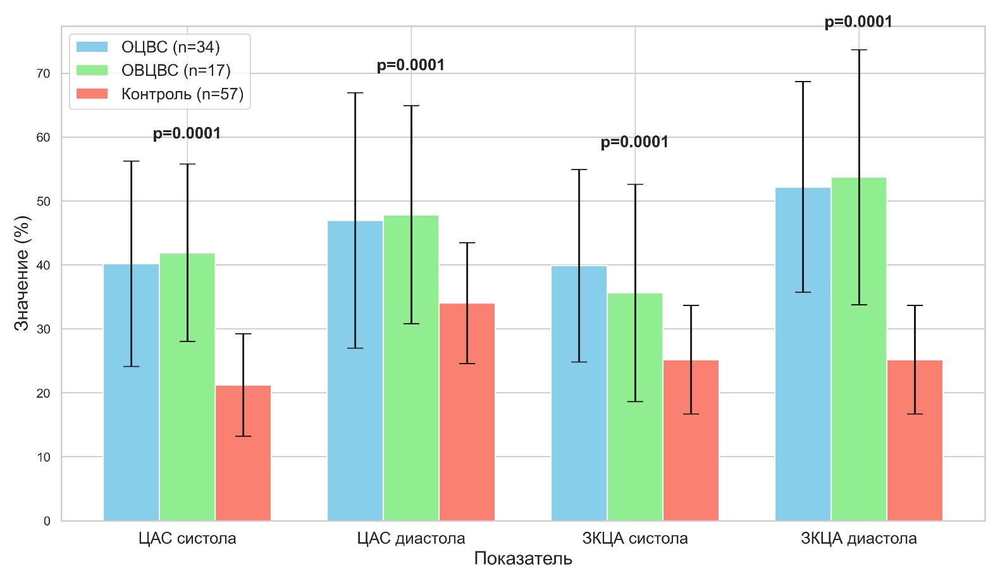 p=0.0001
ОЦВС (n=34)
ОВЦВС (n=17)
Контроль (n=57)
p=0.0001
p=0.0001
p=0.0001
Значение (%)
70
60
50
40
30
20
10
0
ЦАС систола
ЦАС диастола
ЗКЦА систола
ЗКЦА диастола
Показатель